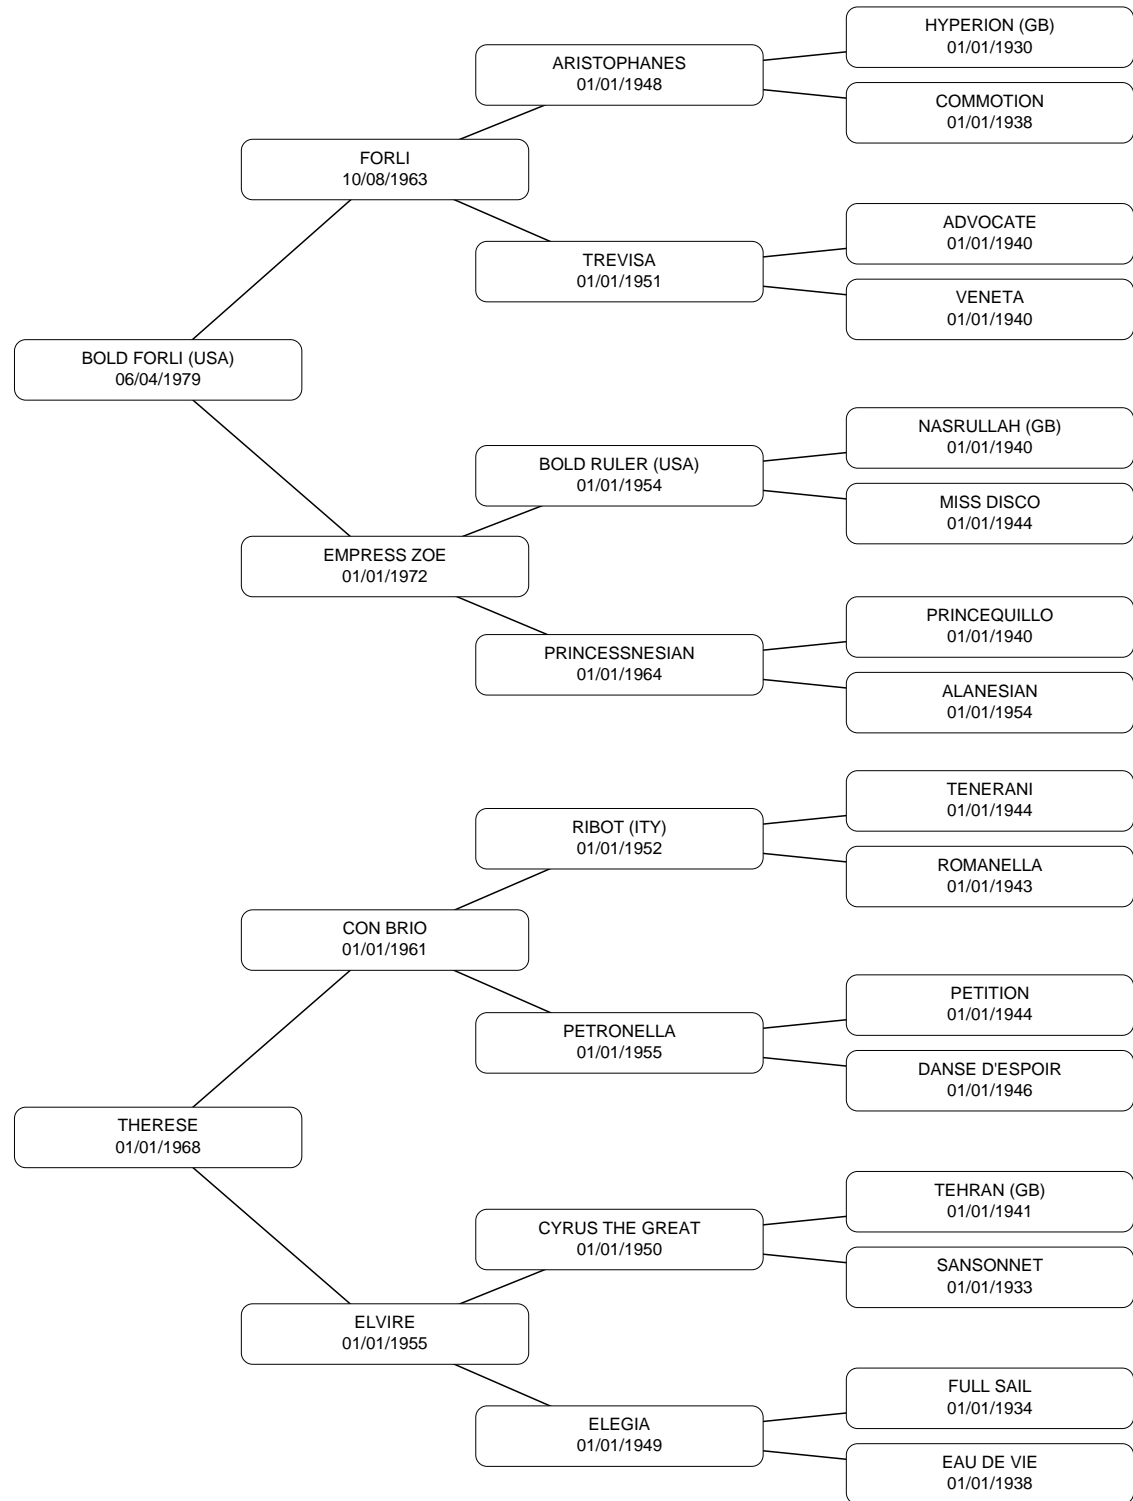 HYPERION (GB)
01/01/1930
ARISTOPHANES
01/01/1948
COMMOTION
01/01/1938
FORLI
10/08/1963
ADVOCATE
01/01/1940
TREVISA
01/01/1951
VENETA
01/01/1940
BOLD FORLI (USA)
06/04/1979
NASRULLAH (GB)
01/01/1940
BOLD RULER (USA)
01/01/1954
MISS DISCO
01/01/1944
EMPRESS ZOE
01/01/1972
PRINCEQUILLO
01/01/1940
PRINCESSNESIAN
01/01/1964
ALANESIAN
01/01/1954
TENERANI
01/01/1944
RIBOT (ITY)
01/01/1952
ROMANELLA
01/01/1943
CON BRIO
01/01/1961
PETITION
01/01/1944
PETRONELLA
01/01/1955
DANSE D'ESPOIR
01/01/1946
THERESE
01/01/1968
TEHRAN (GB)
01/01/1941
CYRUS THE GREAT
01/01/1950
SANSONNET
01/01/1933
ELVIRE
01/01/1955
FULL SAIL
01/01/1934
ELEGIA
01/01/1949
EAU DE VIE
01/01/1938